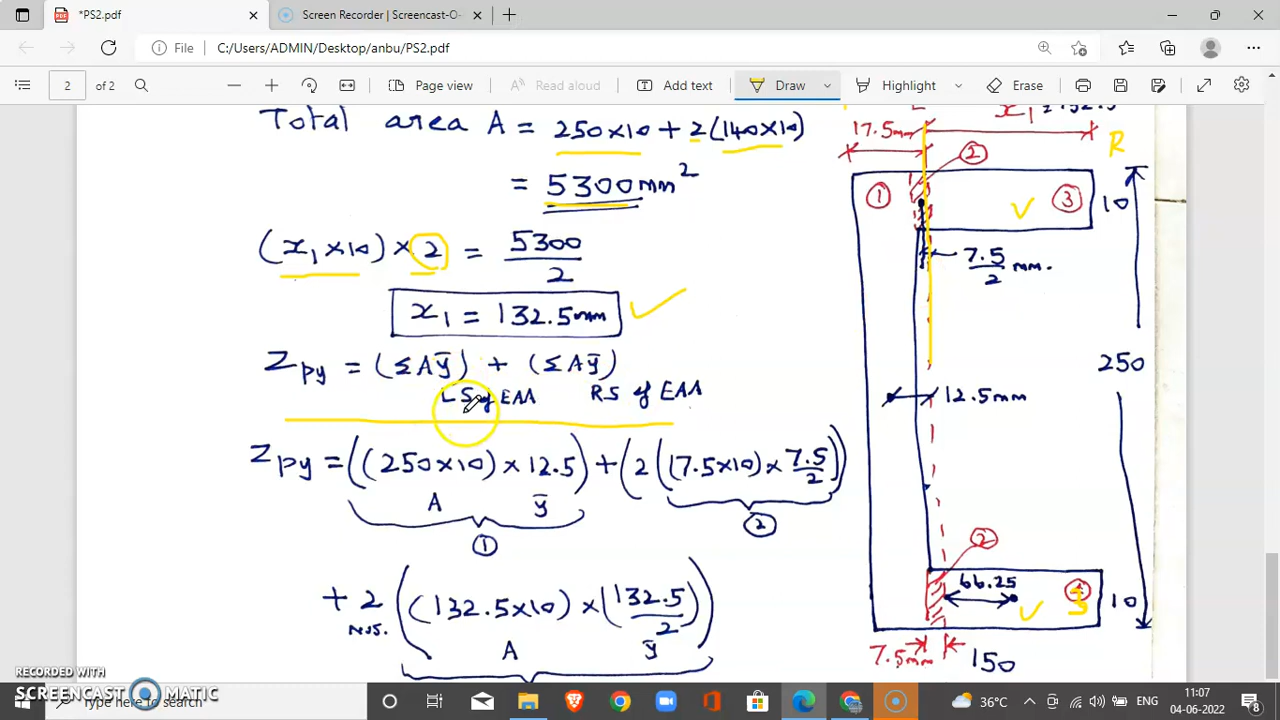 *PS2.pdf
Screen Recorder | Screencast-O-
File C:/Users/ADMIN/Desktop/anbu/PS2.pdf
2 of 2
Page view
Read aloud
Add text
Draw
Highlight
Erase
Total area A = 250×10 + 2(140×10)
= 5300 mm²
(x₁×10)×2 = 5300/2
x₁ = 132.5mm
Zpy = (ΣAȳ) + (ΣAȳ)
LS of EAA RS of EAA
Zpy = ((250×10)×12.5) + (2((7.5×10)×7.5/2))
A ȳ
① ②
+ 2 ((132.5×10)×(132.5/2))
A ȳ
17.5mm
R
②
① ③
10
7.5/2 mm.
250
12.5mm
②
66.25
3
10
7.5mm
150
RECORDED WITH
SCREENCAST MATIC
Type here to search
36°C
ENG
11:07
04-06-2022
8